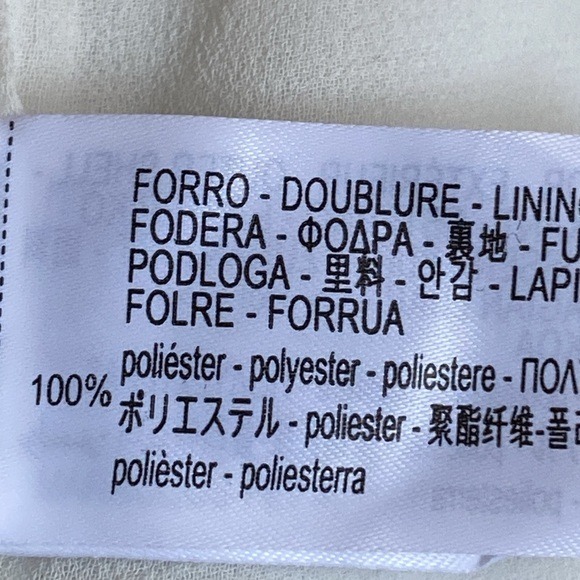 FORRO - DOUBLURE - LININ
FODERA - ΦΟΔΡΑ - 裏地 - FU
PODLOGA - 里料 - 안감 - LAPI
FOLRE - FORRUA
100% poliéster - polyester - poliestere - ΠΟΛ
ポリエステル - poliester - 聚酯纤维-폴
polièster - poliesterra